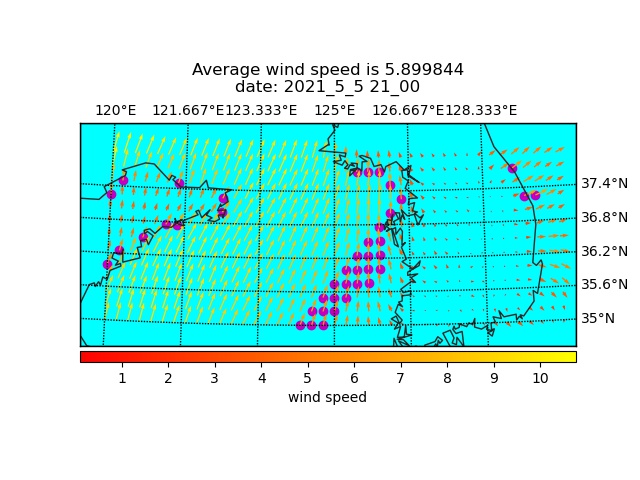 Average wind speed is 5.899844
date: 2021_5_5 21_00
120°E 121.667°E 123.333°E 125°E 126.667°E 128.333°E
37.4°N
36.8°N
36.2°N
35.6°N
35°N
1 2 3 4 5 6 7 8 9 10
wind speed